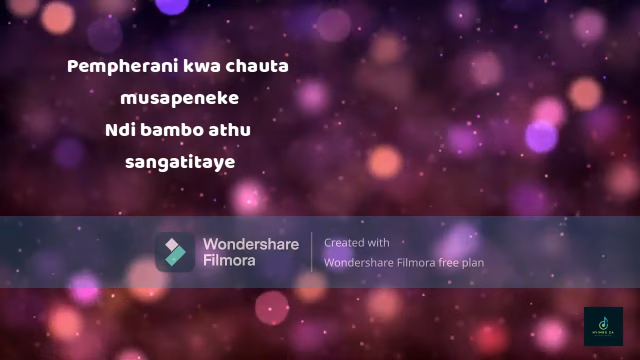 Pempherani kwa chauta
musapeneke
Ndi bambo athu
sangatitaye
Wondershare
Filmora
Created with
Wondershare Filmora free plan